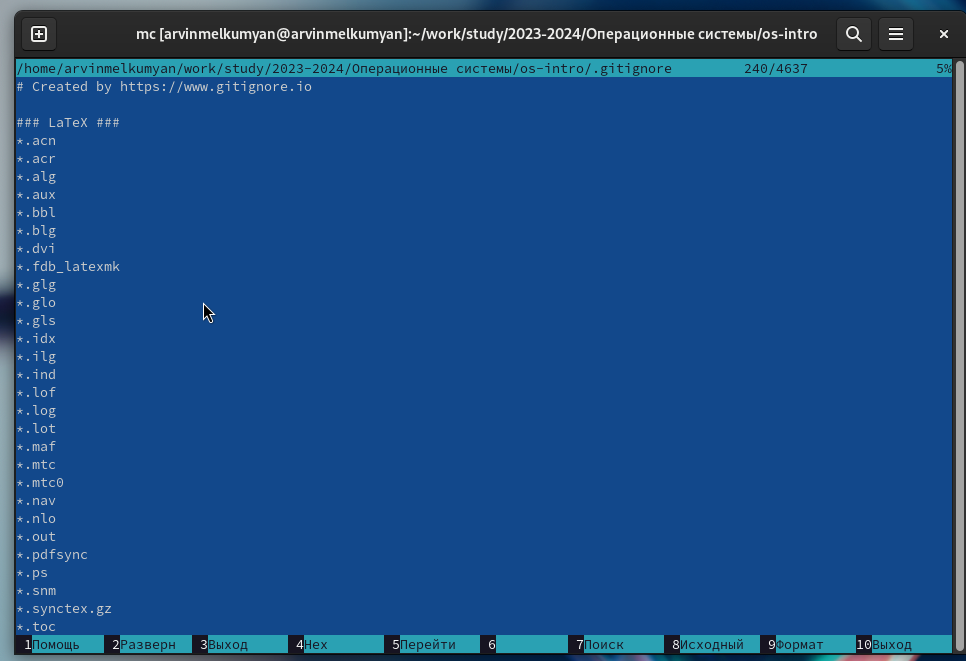 mc [arvinmelkumyan@arvinmelkumyan]:~/work/study/2023-2024/Операционные системы/os-intro
/home/arvinmelkumyan/work/study/2023-2024/Операционные системы/os-intro/.gitignore 240/4637 5%
# Created by https://www.gitignore.io
### LaTeX ###
*.acn
*.acr
*.alg
*.aux
*.bbl
*.blg
*.dvi
*.fdb_latexmk
*.glg
*.glo
*.gls
*.idx
*.ilg
*.ind
*.lof
*.log
*.lot
*.maf
*.mtc
*.mtc0
*.nav
*.nlo
*.out
*.pdfsync
*.ps
*.snm
*.synctex.gz
*.toc
1Помощь 2Разверн 3Выход 4Hex 5Перейти 6 7Поиск 8Исходный 9Формат 10Выход